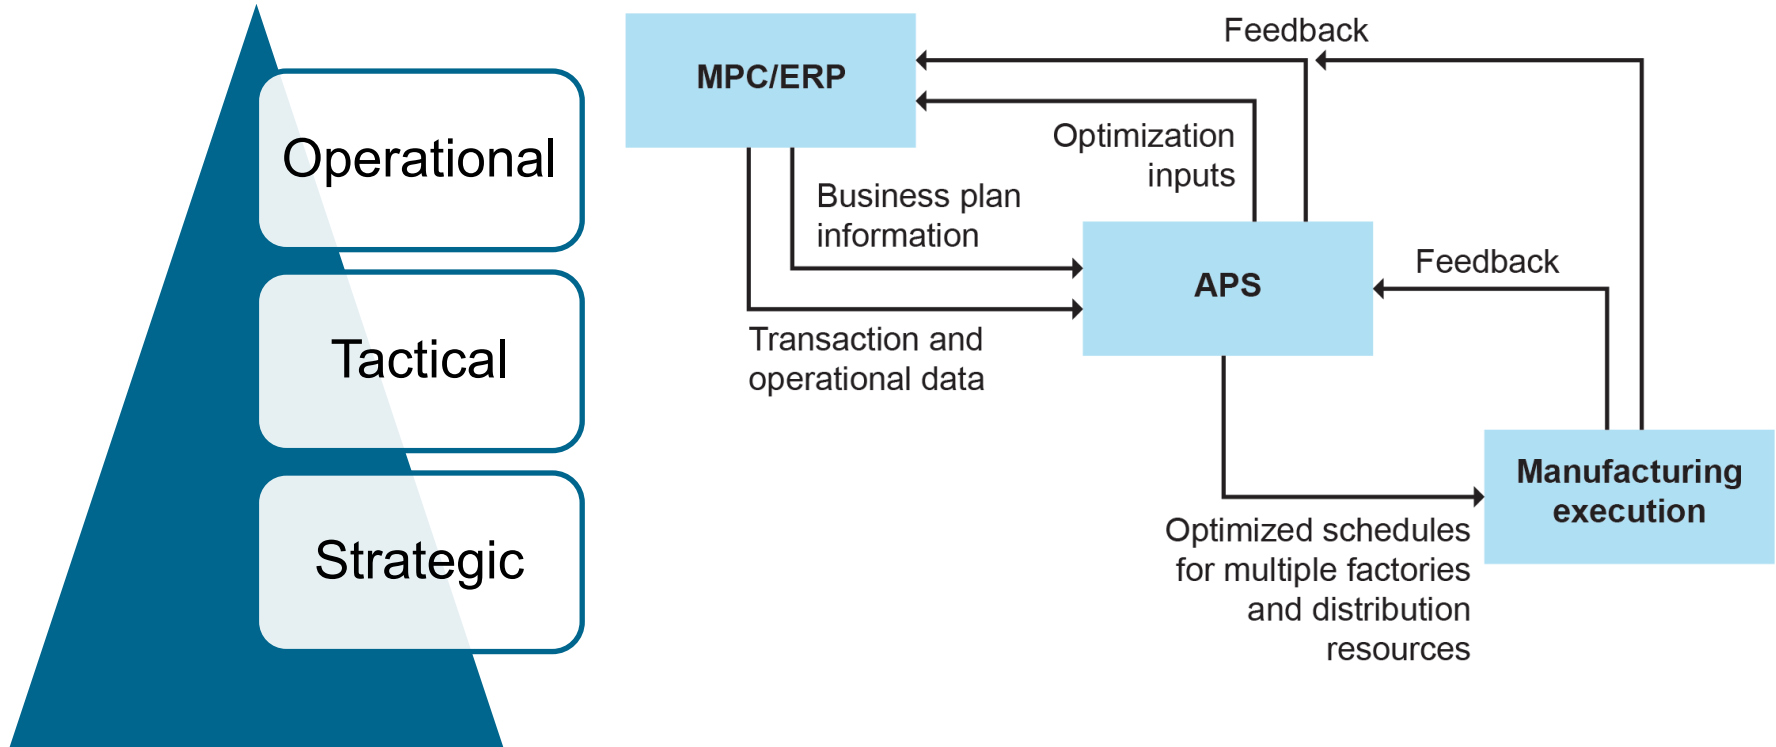 Operational
Tactical
Strategic
Feedback
MPC/ERP
Optimization
inputs
Business plan
information
Feedback
APS
Transaction and
operational data
Manufacturing
execution
Optimized schedules
for multiple factories
and distribution
resources